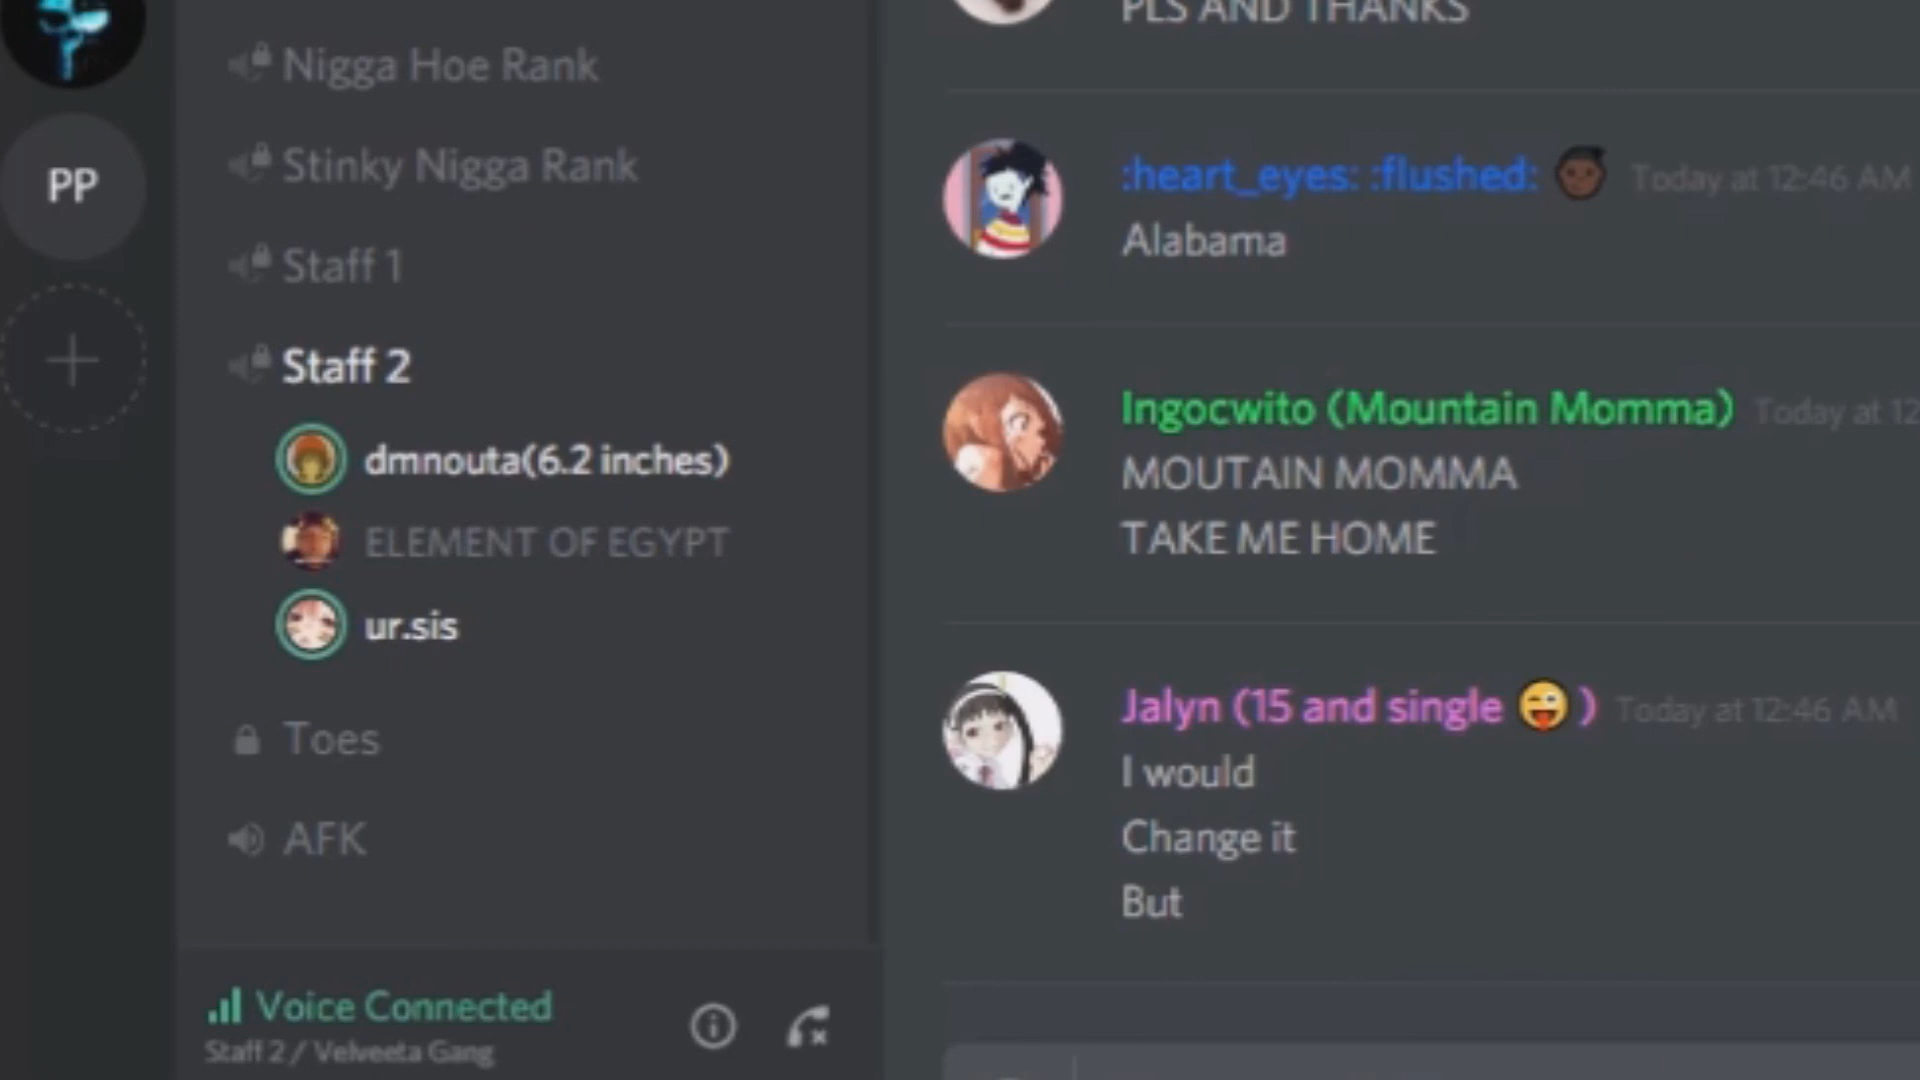 PP
Nigga Hoe Rank
Stinky Nigga Rank
Staff 1
Staff 2
dmnouta(6.2 inches)
ELEMENT OF EGYPT
ur.sis
Toes
AFK
Voice Connected
Staff 2 / Velveeta Gang
PLS AND THANKS
:heart_eyes: :flushed: Today at 12:46 AM
Alabama
Ingocwito (Mountain Momma) Today at 12
MOUTAIN MOMMA
TAKE ME HOME
Jalyn (15 and single 😜 ) Today at 12:46 AM
I would
Change it
But